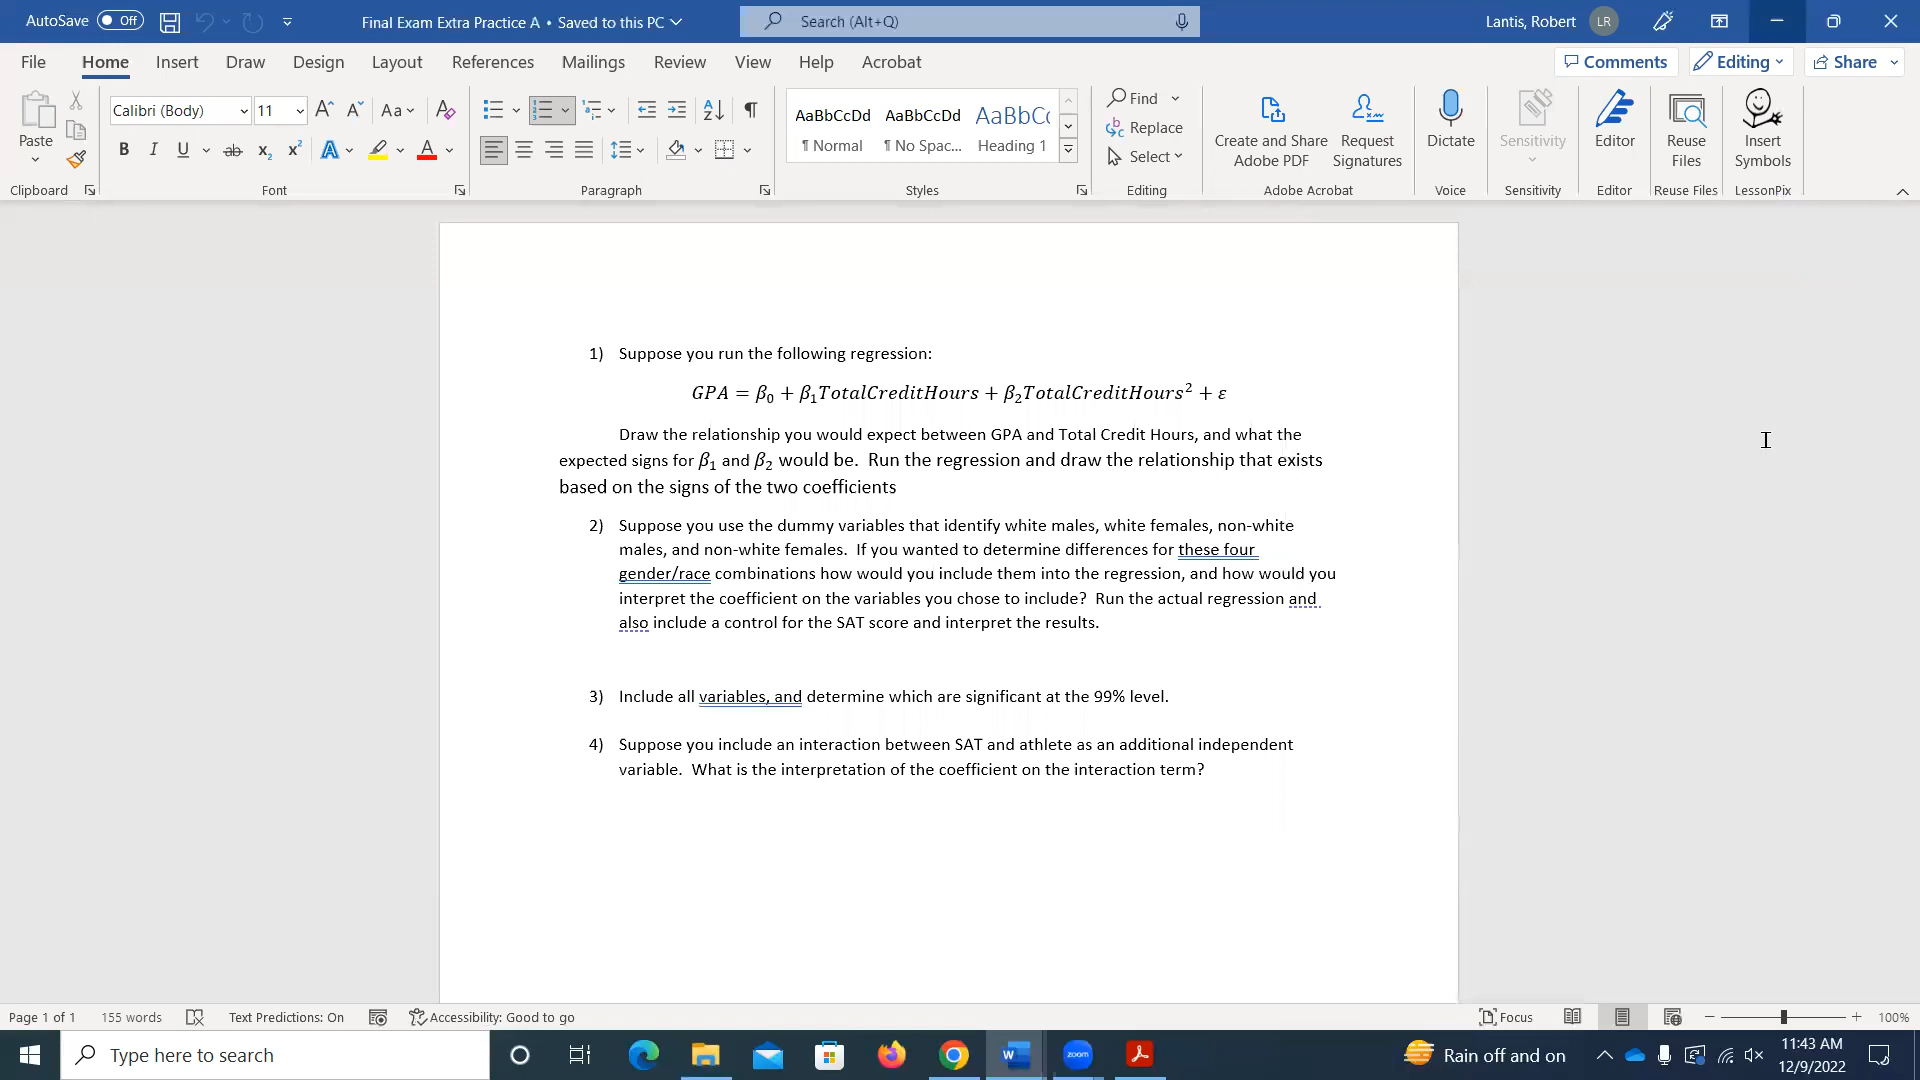 AutoSave Off Final Exam Extra Practice A • Saved to this PC Search (Alt+Q) Lantis, Robert LR
File Home Insert Draw Design Layout References Mailings Review View Help Acrobat Comments Editing Share
Paste Calibri (Body) 11 Aa AaBbCcDd AaBbCcDd AaBbCc Find
¶ Normal ¶ No Spac... Heading 1 Replace
Select
Create and Share Adobe PDF Request Signatures Dictate Sensitivity Editor Reuse Files Insert Symbols
Clipboard Font Paragraph Styles Editing Adobe Acrobat Voice Sensitivity Editor Reuse Files LessonPix
1) Suppose you run the following regression:
GPA = β₀ + β₁TotalCreditHours + β₂TotalCreditHours² + ε
Draw the relationship you would expect between GPA and Total Credit Hours, and what the
expected signs for β₁ and β₂ would be. Run the regression and draw the relationship that exists
based on the signs of the two coefficients
2) Suppose you use the dummy variables that identify white males, white females, non-white
males, and non-white females. If you wanted to determine differences for these four
gender/race combinations how would you include them into the regression, and how would you
interpret the coefficient on the variables you chose to include? Run the actual regression and
also include a control for the SAT score and interpret the results.
3) Include all variables, and determine which are significant at the 99% level.
4) Suppose you include an interaction between SAT and athlete as an additional independent
variable. What is the interpretation of the coefficient on the interaction term?
Page 1 of 1 155 words Text Predictions: On Accessibility: Good to go Focus 100%
Type here to search zoom Rain off and on 11:43 AM
12/9/2022